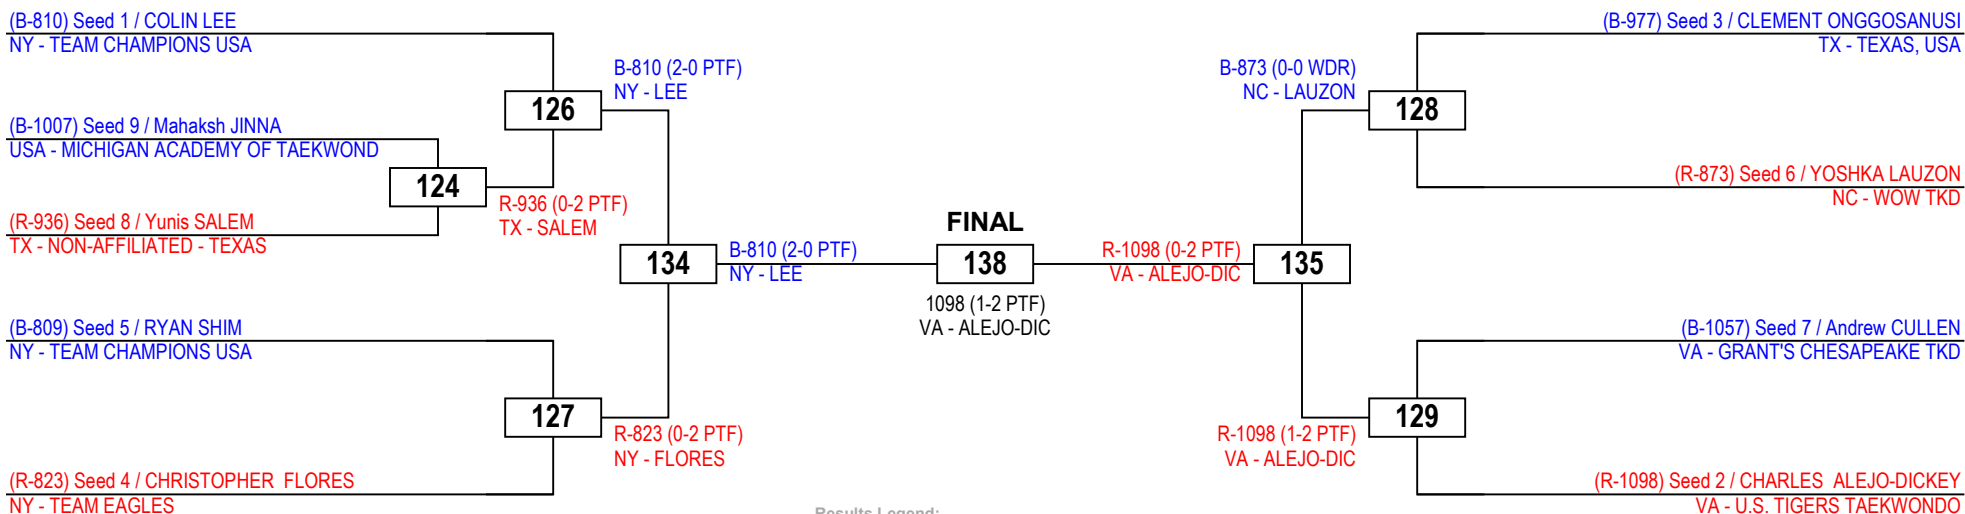 (B-810) Seed 1 / COLIN LEE
NY - TEAM CHAMPIONS USA
B-810 (2-0 PTF)
NY - LEE
126
(B-1007) Seed 9 / Mahaksh JINNA
USA - MICHIGAN ACADEMY OF TAEKWOND
124
R-936 (0-2 PTF)
TX - SALEM
(R-936) Seed 8 / Yunis SALEM
TX - NON-AFFILIATED - TEXAS
134
B-810 (2-0 PTF)
NY - LEE
(B-809) Seed 5 / RYAN SHIM
NY - TEAM CHAMPIONS USA
127
R-823 (0-2 PTF)
NY - FLORES
(R-823) Seed 4 / CHRISTOPHER  FLORES
NY - TEAM EAGLES
FINAL
138
1098 (1-2 PTF)
VA - ALEJO-DIC
(B-977) Seed 3 / CLEMENT ONGGOSANUSI
TX - TEXAS, USA
B-873 (0-0 WDR)
NC - LAUZON
128
(R-873) Seed 6 / YOSHKA LAUZON
NC - WOW TKD
R-1098 (0-2 PTF)
VA - ALEJO-DIC
135
(B-1057) Seed 7 / Andrew CULLEN
VA - GRANT'S CHESAPEAKE TKD
129
R-1098 (1-2 PTF)
VA - ALEJO-DIC
(R-1098) Seed 2 / CHARLES  ALEJO-DICKEY
VA - U.S. TIGERS TAEKWONDO
Results Legend: